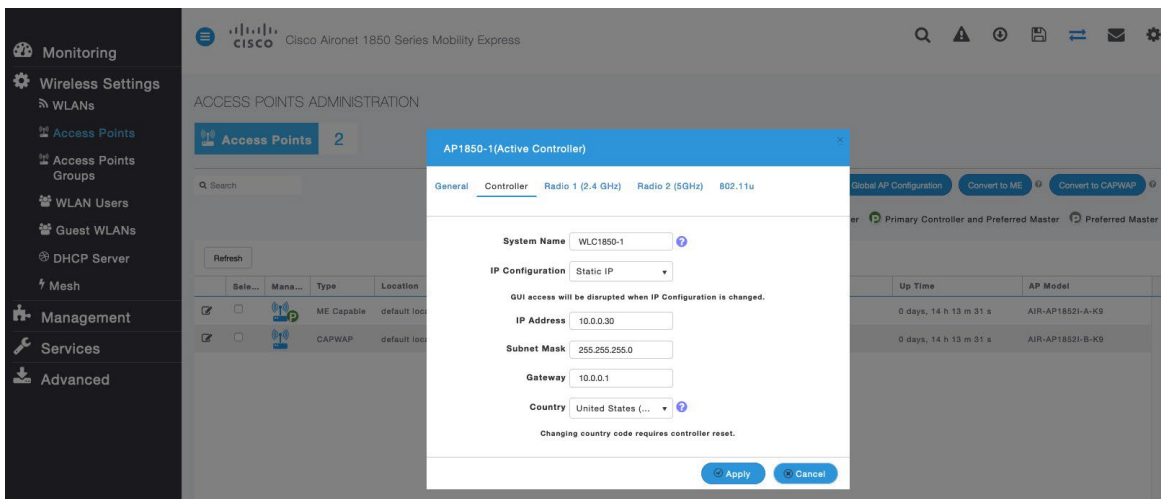 CISCO Cisco Aironet 1850 Series Mobility Express
Monitoring
Wireless Settings
WLANs
Access Points
Access Points
Groups
WLAN Users
Guest WLANs
DHCP Server
Mesh
Management
Services
Advanced
ACCESS POINTS ADMINISTRATION
Access Points 2
Search
Global AP Configuration Convert to ME Convert to CAPWAP
Primary Controller and Preferred Master Preferred Master
Refresh
Sele... Mana... Type Location Up Time AP Model
ME Capable default 0 days, 14 h 13 m 31 s AIR-AP1852I-A-K9
CAPWAP default 0 days, 14 h 13 m 31 s AIR-AP1852I-B-K9
AP1850-1(Active Controller)
General Controller Radio 1 (2.4 GHz) Radio 2 (5GHz) 802.11u
System Name WLC1850-1
IP Configuration Static IP
GUI access will be disrupted when IP Configuration is changed.
IP Address 10.0.0.30
Subnet Mask 255.255.255.0
Gateway 10.0.0.1
Country United States (...
Changing country code requires controller reset.
Apply Cancel